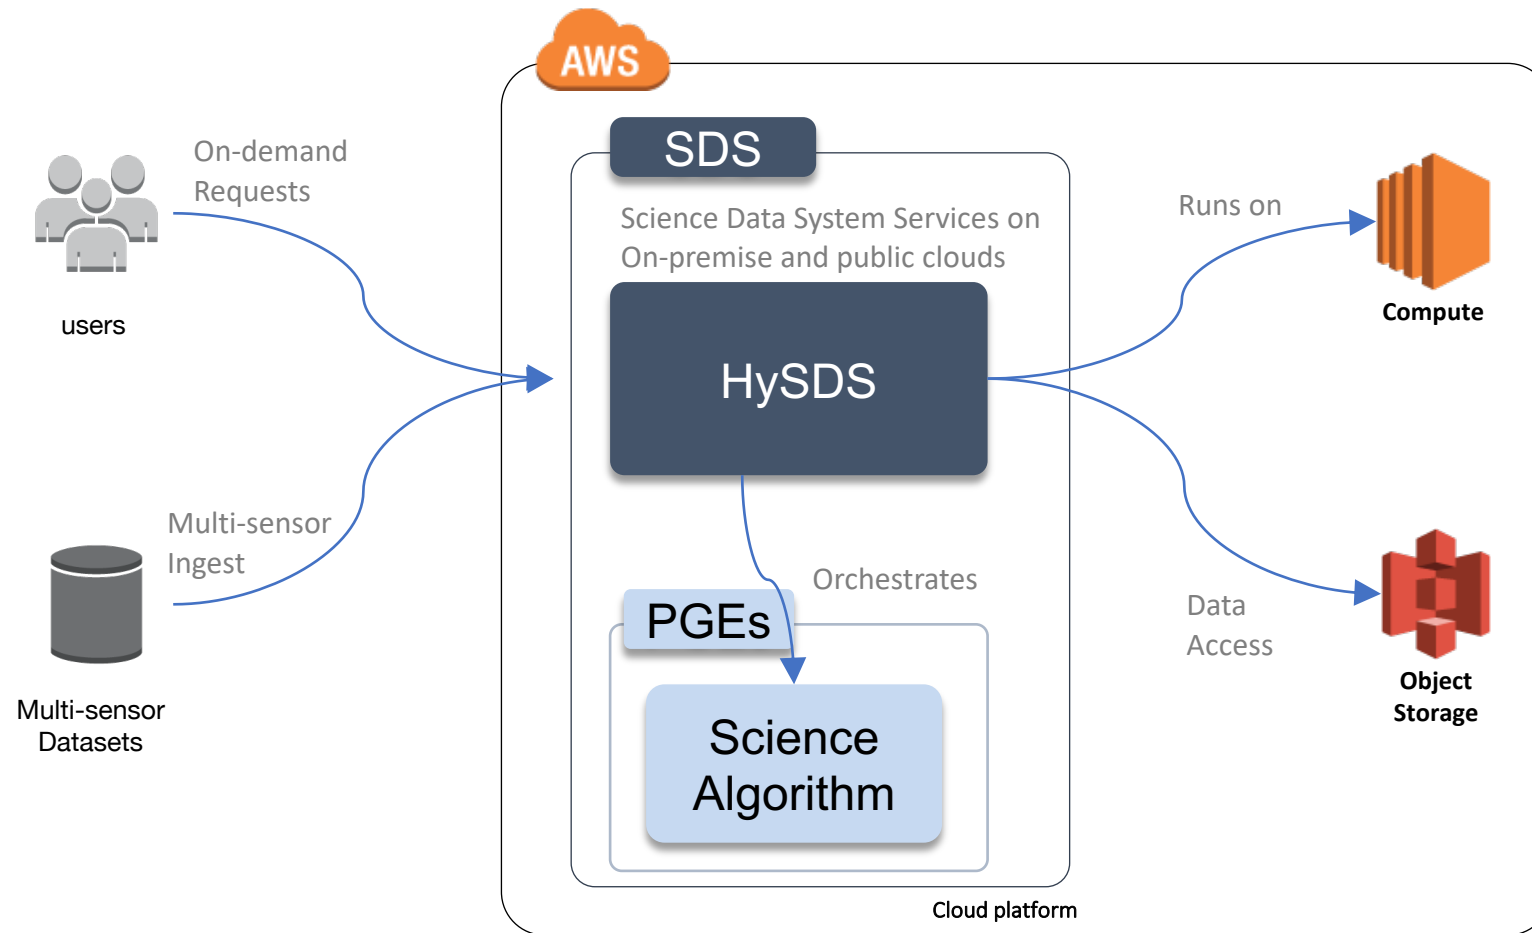 AWS
SDS
On-demand
Requests
Science Data System Services on
On-premise and public clouds
Runs on
users
Compute
HySDS
Multi-sensor
Ingest
Orchestrates
PGEs
Data
Access
Multi-sensor
Datasets
Object
Storage
Science
Algorithm
Cloud platform